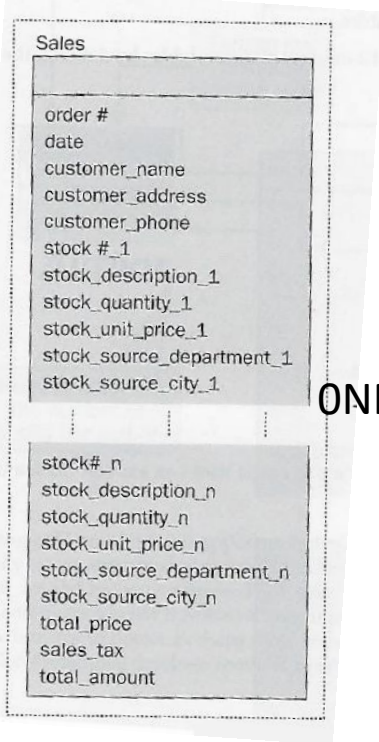 Sales
order #
date
customer_name
customer_address
customer_phone
stock #_1
stock_description_1
stock_quantity_1
stock_unit_price_1
stock_source_department_1
stock_source_city_1
stock#_n
stock_description_n
stock_quantity_n
stock_unit_price_n
stock_source_department_n
stock_source_city_n
total_price
sales_tax
total_amount